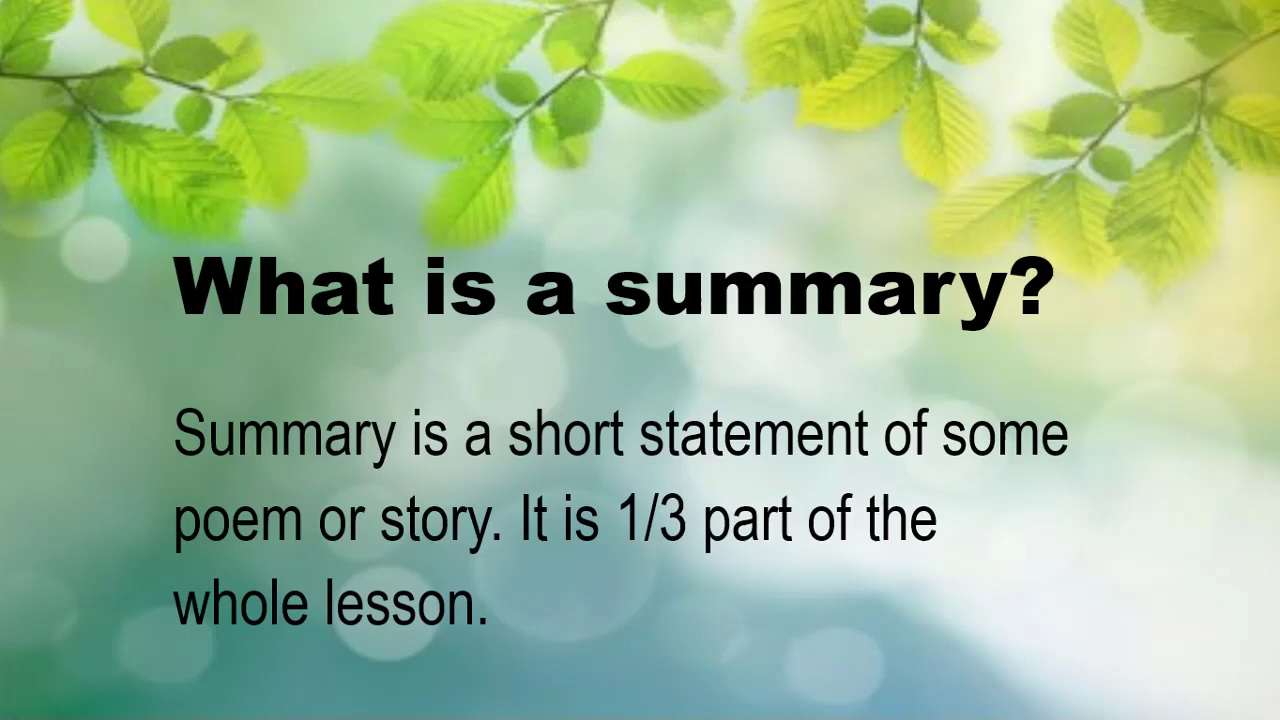 What is a summary?
Summary is a short statement of some
poem or story. It is 1/3 part of the
whole lesson.